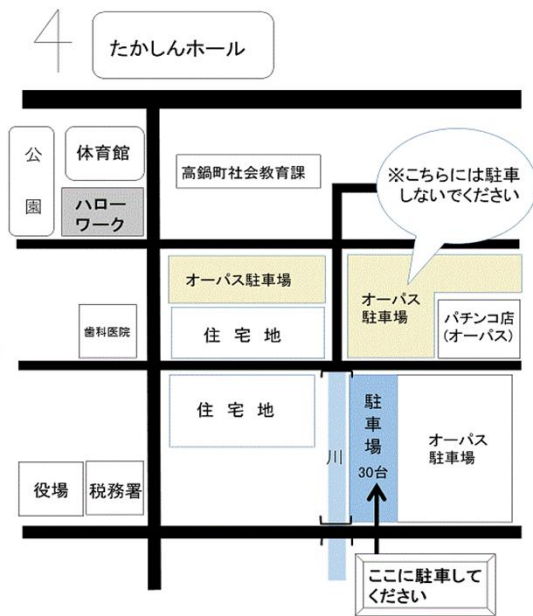 4
たかしんホール
公園
体育館
ハロー
ワーク
高鍋町社会教育課
※こちらには駐車
しないでください
オーパス駐車場
オーパス
駐車場
パチンコ店
(オーパス)
歯科医院
住宅地
住宅地
川
駐車場
30台
オーパス
駐車場
役場
税務署
ここに駐車して
ください